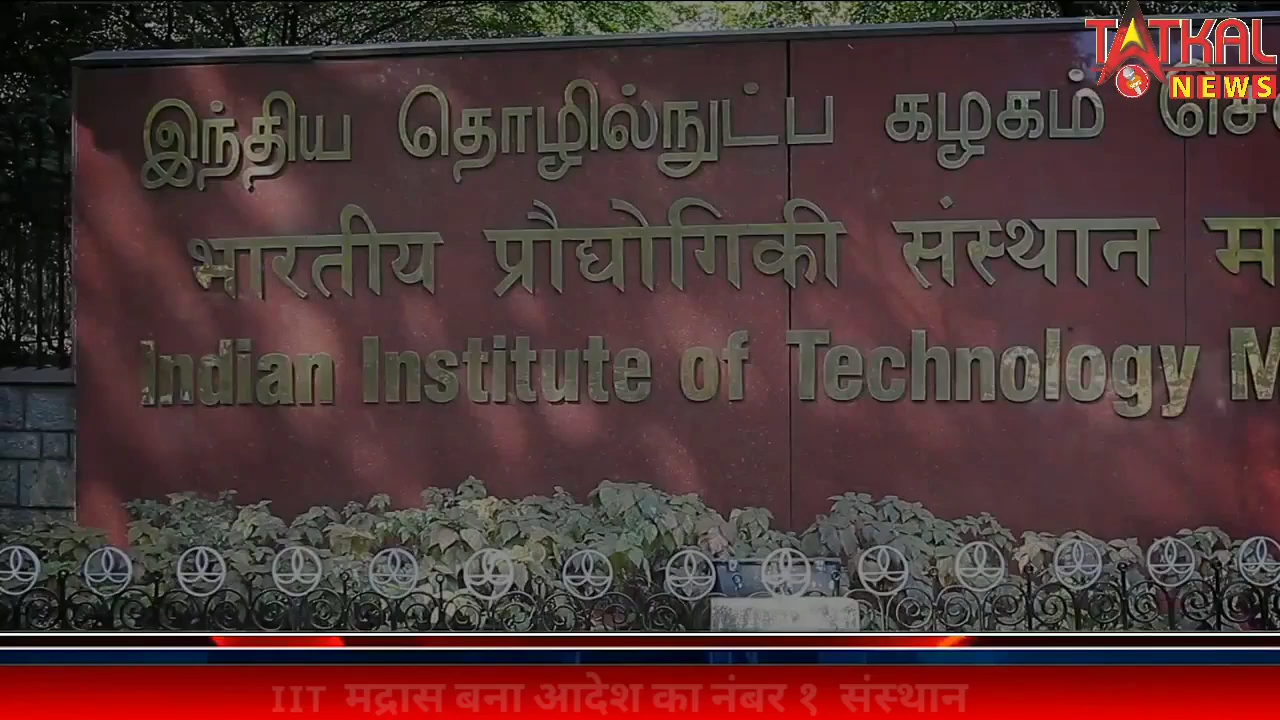 TATKAL
NEWS
இந்திய தொழில்நுட்ப கழகம்
भारतीय प्रौद्योगिकी संस्थान
Indian Institute of Technology
IIT मद्रास बना आदेश का नंबर १ संस्थान